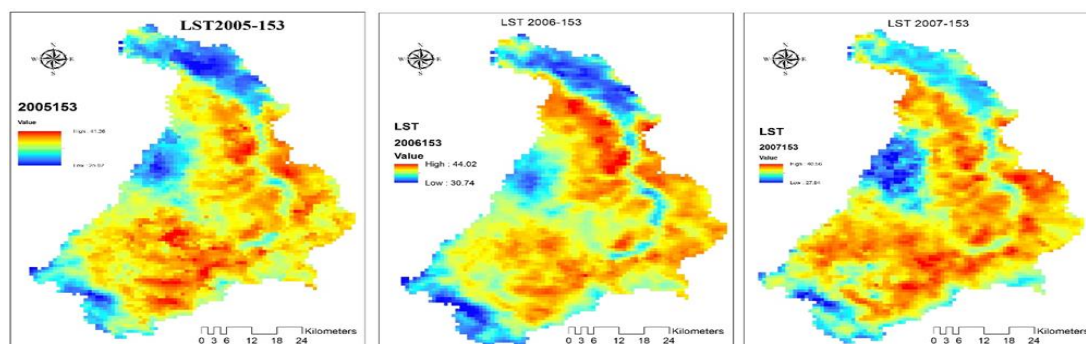 LST2005-153
N
W E
S
2005153
Value
0 3 6 12 18 24 Kilometers
LST 2006-153
N
W E
S
LST
2006153
Value
High : 44.02
Low : 30.74
0 3 6 12 18 24 Kilometers
LST 2007-153
N
W E
S
LST
2007153
Value
0 3 6 12 18 24 Kilometers